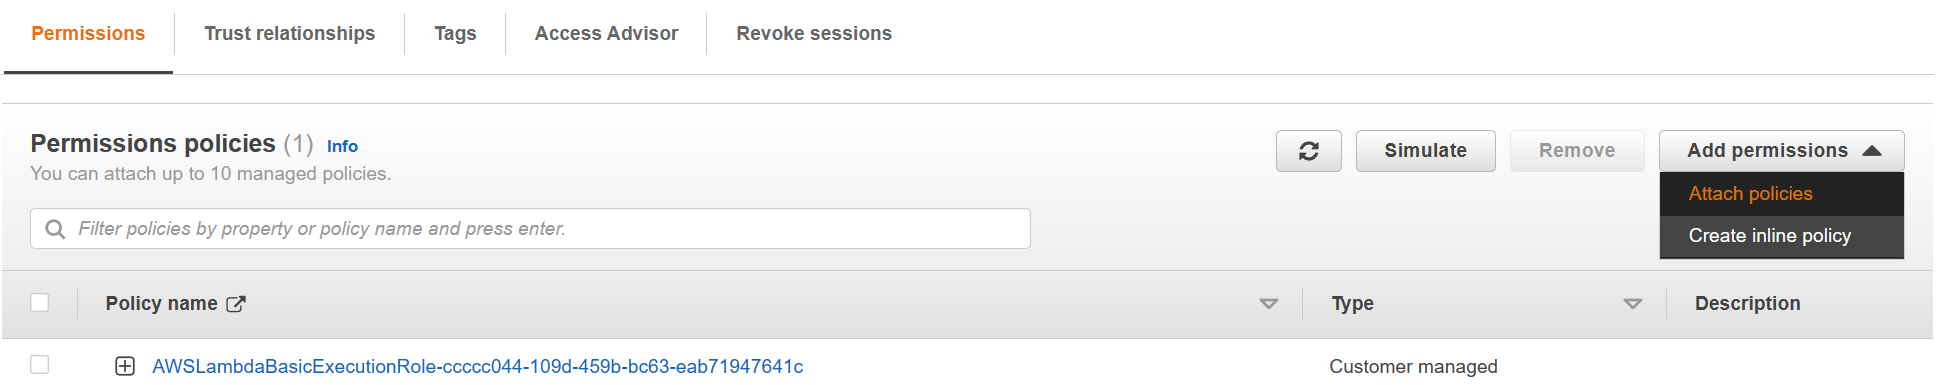 Permissions
Trust relationships
Tags
Access Advisor
Revoke sessions
Permissions policies (1) Info
You can attach up to 10 managed policies.
Simulate
Remove
Add permissions
Attach policies
Create inline policy
Filter policies by property or policy name and press enter.
Policy name
Type
Description
AWSLambdaBasicExecutionRole-ccccc044-109d-459b-bc63-eab71947641c
Customer managed